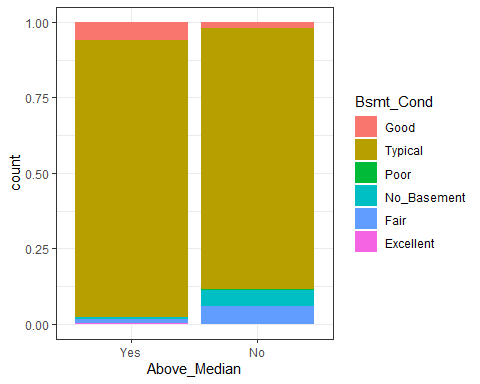 1.00
0.75
0.50
0.25
0.00
count
Yes
No
Above_Median
Bsmt_Cond
Good
Typical
Poor
No_Basement
Fair
Excellent